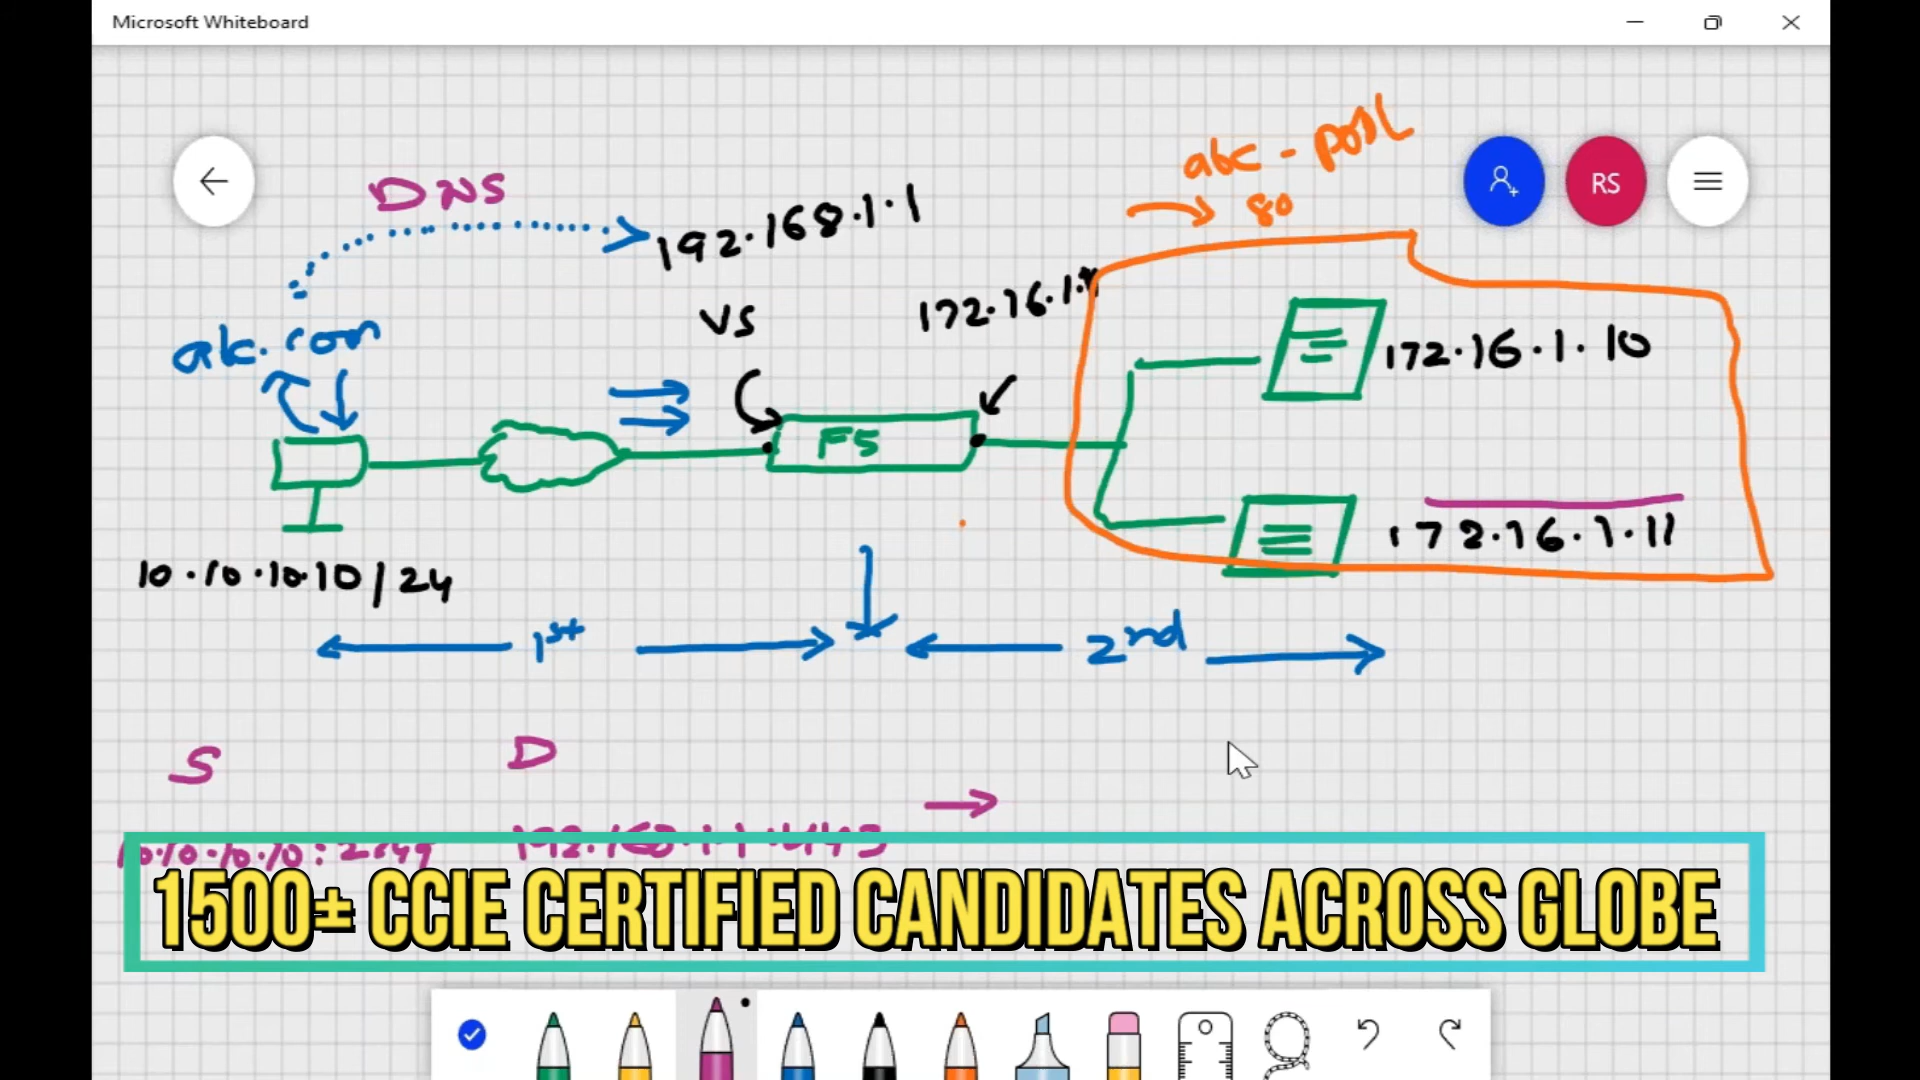 Microsoft Whiteboard
abc - pool
→ 80
DNS
192.168.1.1
RS
VS
172.16.1.1
abc.com
172.16.1.10
F5
172.16.1.11
10.10.10.10/24
1st
2nd
S
D
→
1500± CCIE CERTIFIED CANDIDATES ACROSS GLOBE